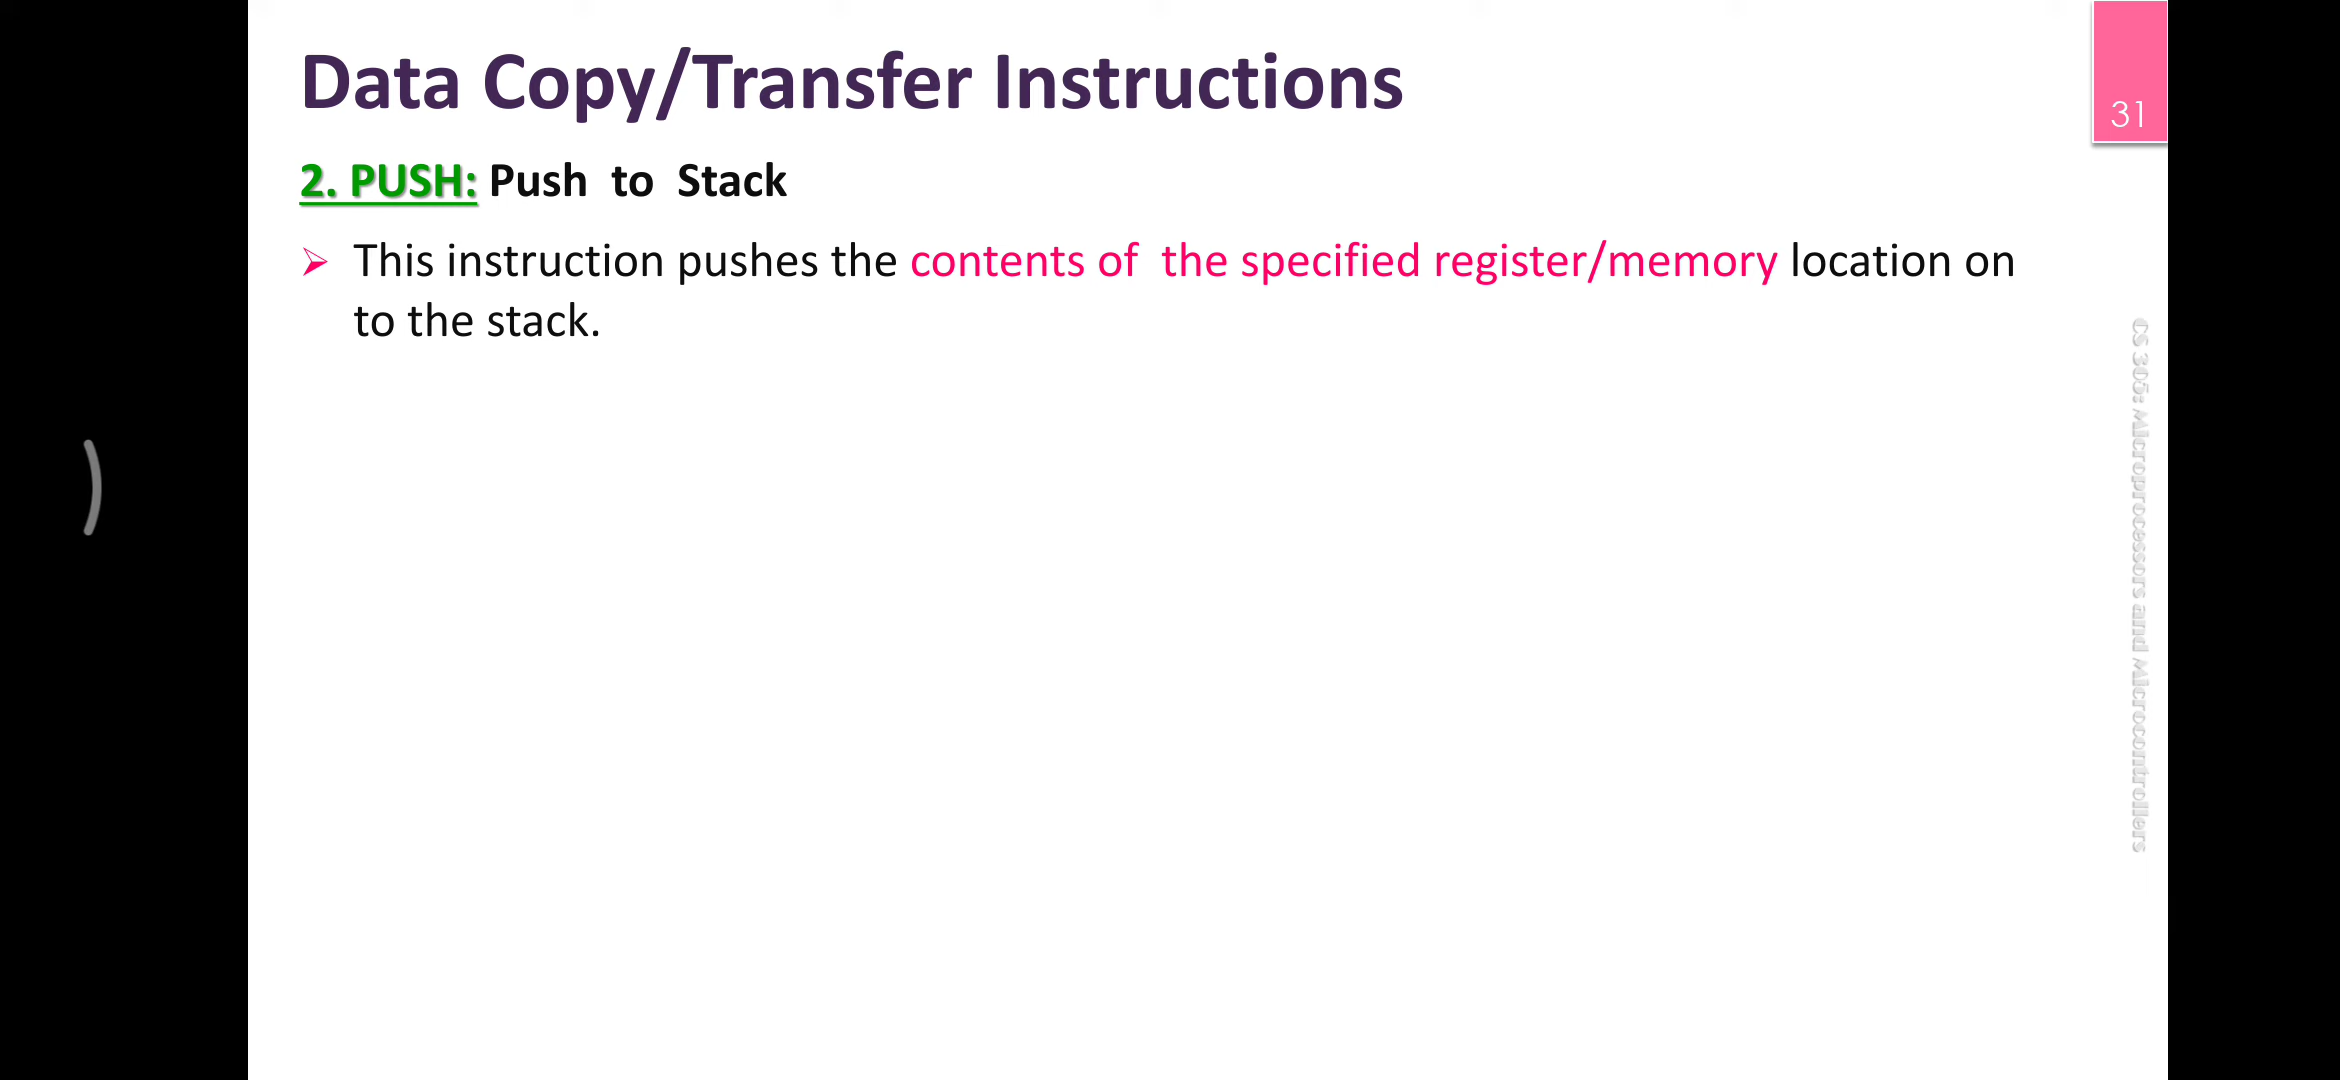 Data Copy/Transfer Instructions
31
2. PUSH: Push to Stack
➢ This instruction pushes the contents of the specified register/memory location on
to the stack.
CS 305: Microprocessors and Microcontrollers